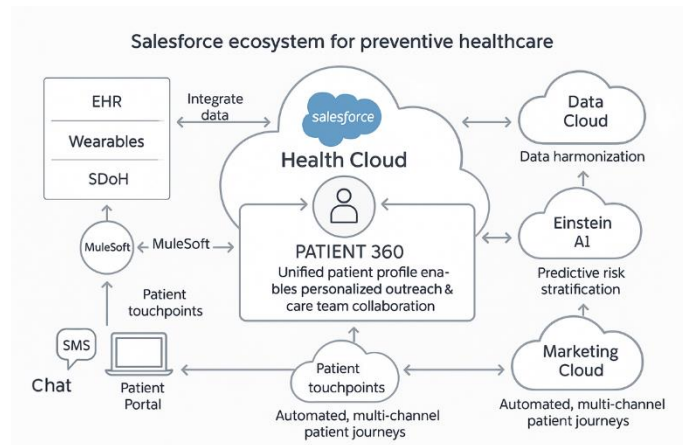 Salesforce ecosystem for preventive healthcare
EHR
Wearables
SDoH
Integrate
data
salesforce
Health Cloud
Data
Cloud
Data harmonization
MuleSoft
MuleSoft
PATIENT 360
Unified patient profile ena-
bles personalized outreach &
care team collaboration
Einstein
AI
Predictive risk
stratification
Patient
touchpoints
SMS
Chat
Patient
Portal
Patient
touchpoints
Automated, multi-channel
patient journeys
Marketing
Cloud
Automated, multi-channel
patient journeys